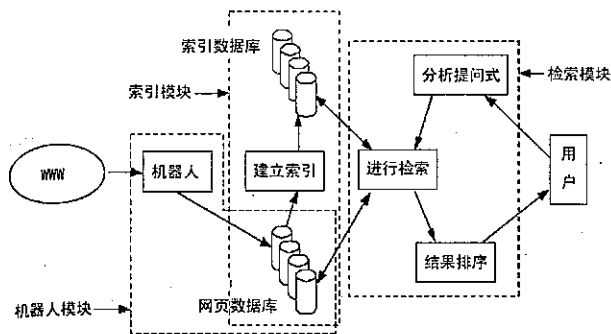 索引数据库
分析提问式
检索模块
索引模块
WWW
机器人
建立索引
进行检索
用户
网页数据库
结果排序
机器人模块